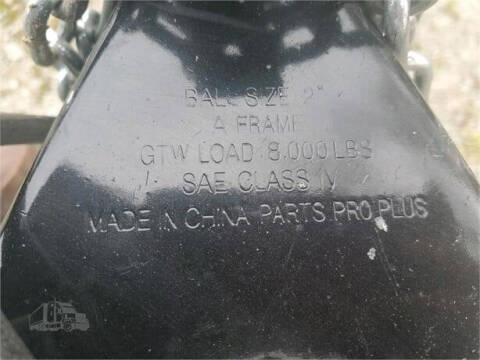 BALL SIZE 2"
A FRAME
GTW LOAD 8,000 LBS
SAE CLASS IV
MADE IN CHINA PARTS PRO PLUS